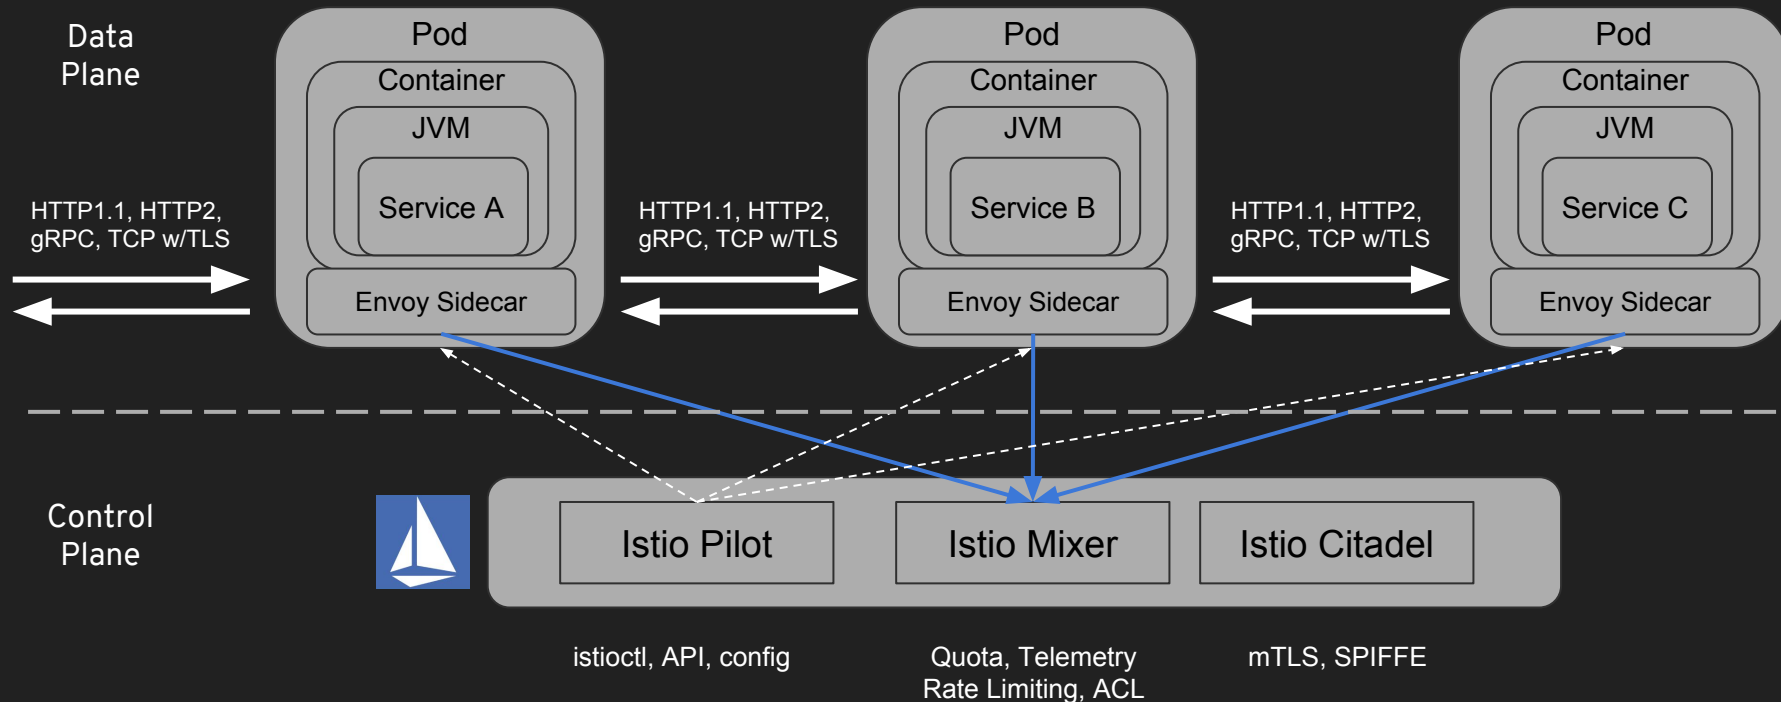 Data
Plane
Pod
Container
JVM
Service A
Envoy Sidecar
Pod
Container
JVM
Service B
Envoy Sidecar
Pod
Container
JVM
Service C
Envoy Sidecar
HTTP1.1, HTTP2,
gRPC, TCP w/TLS
HTTP1.1, HTTP2,
gRPC, TCP w/TLS
HTTP1.1, HTTP2,
gRPC, TCP w/TLS
Control
Plane
Istio Pilot
Istio Mixer
Istio Citadel
istioctl, API, config
Quota, Telemetry
Rate Limiting, ACL
mTLS, SPIFFE